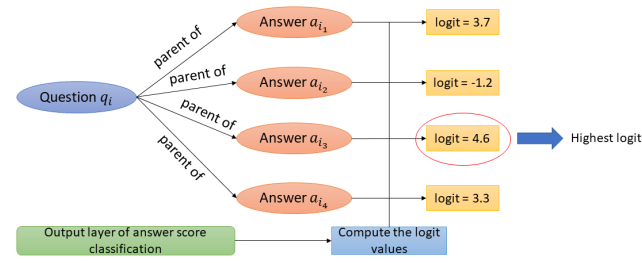 parent of
parent of
parent of
parent of
Question q_i
Answer a_{i_1}
Answer a_{i_2}
Answer a_{i_3}
Answer a_{i_4}
logit = 3.7
logit = -1.2
logit = 4.6
logit = 3.3
Highest logit
Output layer of answer score
classification
Compute the logit
values